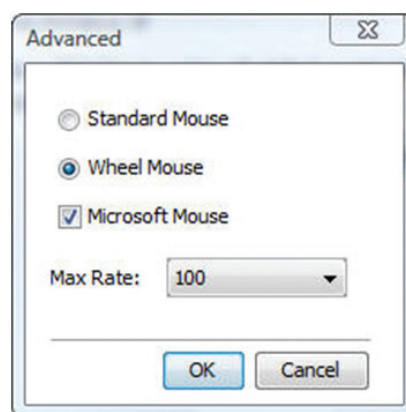 Advanced
Standard Mouse
Wheel Mouse
Microsoft Mouse
Max Rate: 100
OK Cancel